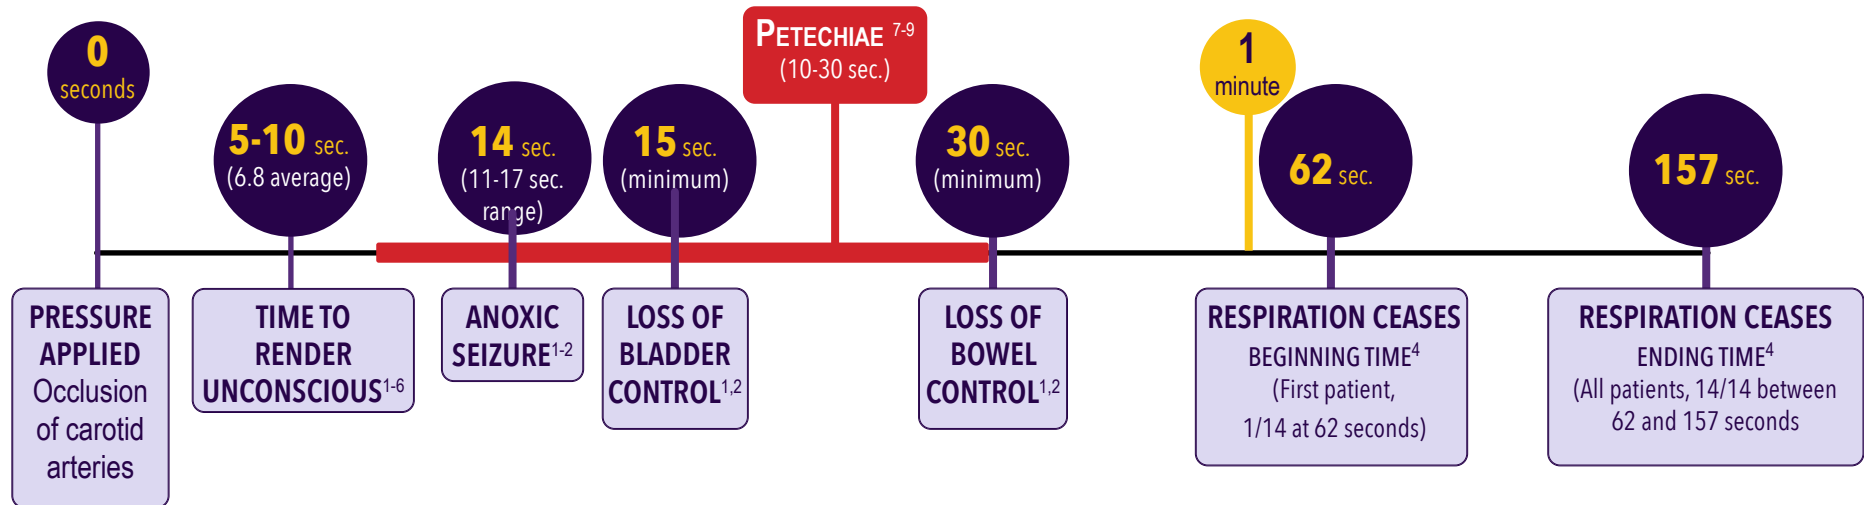 0
seconds
5-10 sec.
(6.8 average)
14 sec.
(11-17 sec.
range)
15 sec.
(minimum)
PETECHIAE 7-9
(10-30 sec.)
30 sec.
(minimum)
1
minute
62 sec.
157 sec.
PRESSURE
APPLIED
Occlusion
of carotid
arteries
TIME TO
RENDER
UNCONSCIOUS1-6
ANOXIC
SEIZURE1-2
LOSS OF
BLADDER
CONTROL1,2
LOSS OF
BOWEL
CONTROL1,2
RESPIRATION CEASES
BEGINNING TIME4
(First patient,
1/14 at 62 seconds)
RESPIRATION CEASES
ENDING TIME4
(All patients, 14/14 between
62 and 157 seconds